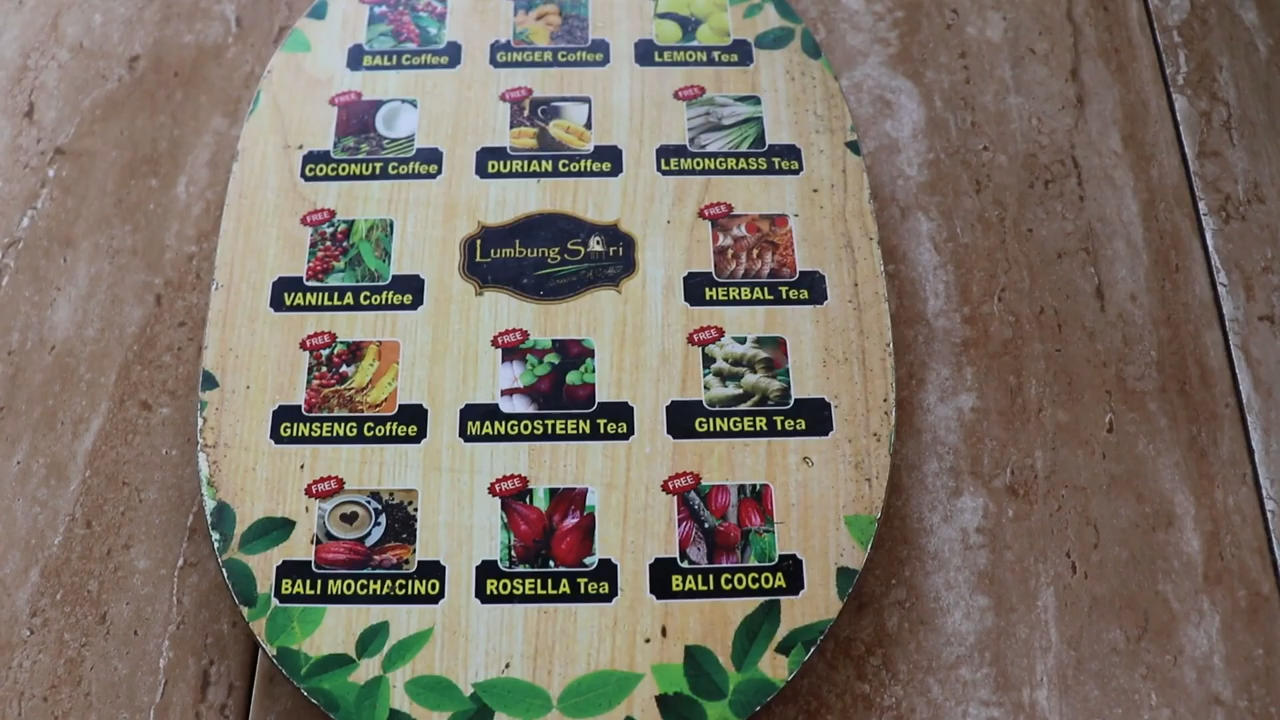 BALI Coffee
GINGER Coffee
LEMON Tea
FREE
COCONUT Coffee
FREE
DURIAN Coffee
FREE
LEMONGRASS Tea
FREE
VANILLA Coffee
Lumbung Sari
FREE
HERBAL Tea
FREE
GINSENG Coffee
FREE
MANGOSTEEN Tea
FREE
GINGER Tea
FREE
BALI MOCHACINO
FREE
ROSELLA Tea
FREE
BALI COCOA